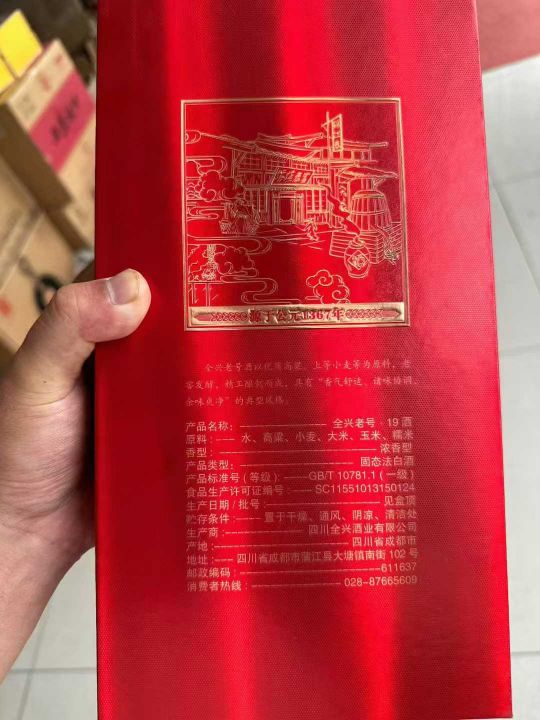 源于公元1367年
全兴老号酒以优质高粱、上等小麦等为原料，老
窖发酵，精工酿制而成，具有“香气舒适、诸味协调、
余味爽净”的典型风格。
产品名称：---- 全兴老号·19 酒
原料：--- 水、高粱、小麦、大米、玉米、糯米
香型：---- 浓香型
产品类型：---- 固态法白酒
产品标准号（等级）：---- GB/T 10781.1（一级）
食品生产许可证编号：---- SC11551013150124
生产日期 / 批号：---- 见盒顶
贮存条件：---- 置于干燥、通风、阴凉、清洁处
生产商：---- 四川全兴酒业有限公司
产地：---- 四川省成都市
地址：--- 四川省成都市蒲江县大塘镇南街 102 号
邮政编码：---- 611637
消费者热线：---- 028-87665609